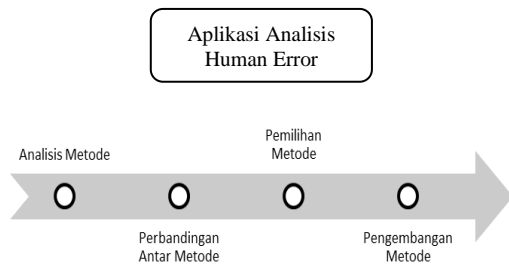 Aplikasi Analisis
Human Error
Analisis Metode
Perbandingan
Antar Metode
Pemilihan
Metode
Pengembangan
Metode